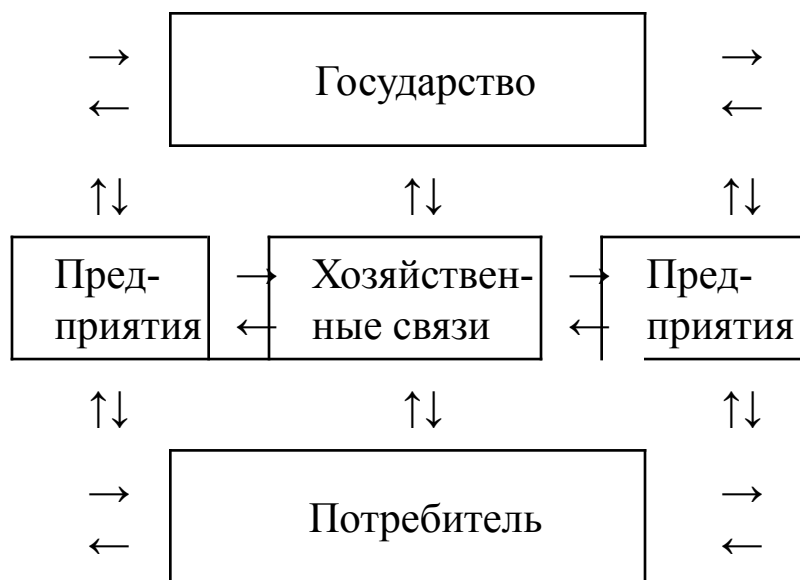 → Государство →
← ←
↑↓ ↑↓ ↑↓
Пред- → Хозяйствен- → Пред-
приятия ← ные связи ← приятия
↑↓ ↑↓ ↑↓
→ Потребитель →
← ←